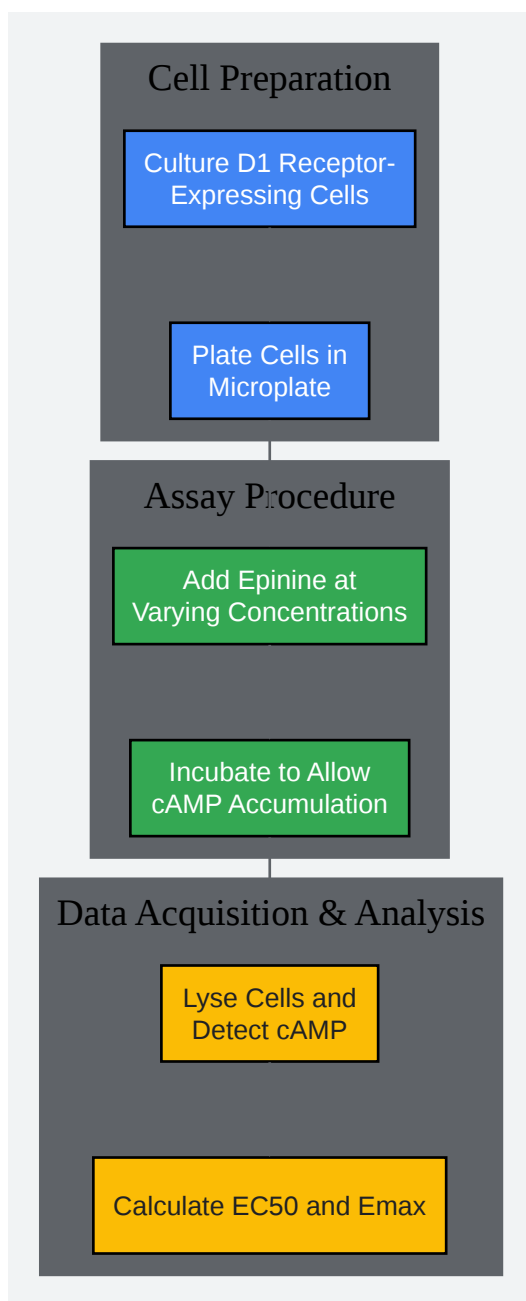 Cell Preparation
Culture D1 Receptor-
Expressing Cells
Plate Cells in
Microplate
Assay Procedure
Add Epinine at
Varying Concentrations
Incubate to Allow
cAMP Accumulation
Data Acquisition & Analysis
Lyse Cells and
Detect cAMP
Calculate EC50 and Emax